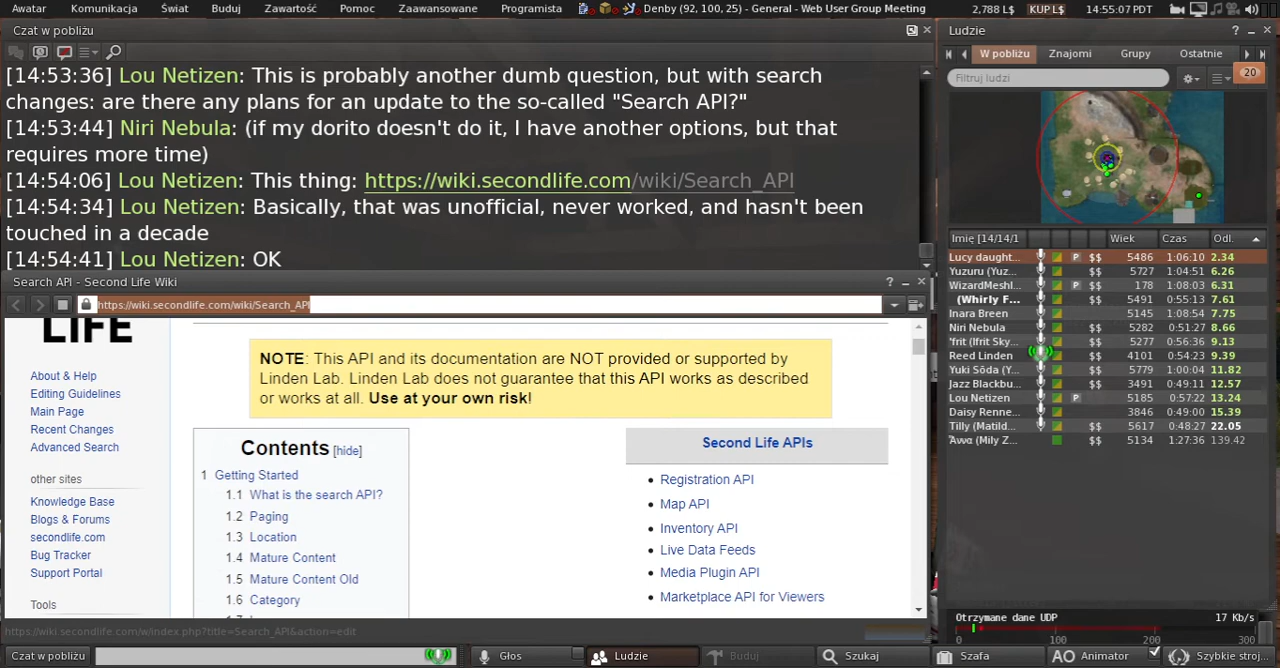 Awatar Komunikacja Świat Buduj Zawartość Pomoc Zaawansowane Programista Denby (92, 100, 25) - General - Web User Group Meeting 2,788 L$ KUP L$ 14:55:07 PDT
Czat w pobliżu
[14:53:36] Lou Netizen: This is probably another dumb question, but with search
changes: are there any plans for an update to the so-called "Search API?"
[14:53:44] Niri Nebula: (if my dorito doesn't do it, I have another options, but that
requires more time)
[14:54:06] Lou Netizen: This thing: https://wiki.secondlife.com/wiki/Search_API
[14:54:34] Lou Netizen: Basically, that was unofficial, never worked, and hasn't been
touched in a decade
[14:54:41] Lou Netizen: OK
Search API - Second Life Wiki
https://wiki.secondlife.com/wiki/Search_API
LIFE
About & Help
Editing Guidelines
Main Page
Recent Changes
Advanced Search
other sites
Knowledge Base
Blogs & Forums
secondlife.com
Bug Tracker
Support Portal
Tools
NOTE: This API and its documentation are NOT provided or supported by
Linden Lab. Linden Lab does not guarantee that this API works as described
or works at all. Use at your own risk!
Contents [hide]
1 Getting Started
1.1 What is the search API?
1.2 Paging
1.3 Location
1.4 Mature Content
1.5 Mature Content Old
1.6 Category
Second Life APIs
Registration API
Map API
Inventory API
Live Data Feeds
Media Plugin API
Marketplace API for Viewers
https://wiki.secondlife.com/w/index.php?title=Search_API&action=edit
Ludzie
W pobliżu Znajomi Grupy Ostatnie
Filtruj ludzi
20
Imię [14/14/1 Wiek Czas Odl.
Lucy daught... P $$ 5486 1:06:10 2.34
Yuzuru (Yuz... $$ 5727 1:04:51 6.26
WizardMeshl... P $$ 178 1:08:03 6.31
(Whirly F... $$ 5491 0:55:13 7.61
Inara Breen 5145 1:08:54 7.75
Niri Nebula $$ 5282 0:51:27 8.66
'frit (Ifrit Sky... $$ 5277 0:56:36 9.13
Reed Linden 4101 0:54:23 9.39
Yuki Sōda (Y... $$ 5779 1:00:04 11.82
Jazz Blackbu... $$ 3491 0:49:11 12.57
Lou Netizen P 5185 0:57:22 13.24
Daisy Renne... 3846 0:49:00 15.39
Tilly (Matild... $$ 5617 0:48:27 22.05
Ἄννα (Mily Z... $$ 5134 1:27:36 139.42
Otrzymane dane UDP 17 Kb/s
0 100 200 300
Czat w pobliżu Głos Ludzie Buduj Szukaj Szafa AO Animator Szybkie stroj...